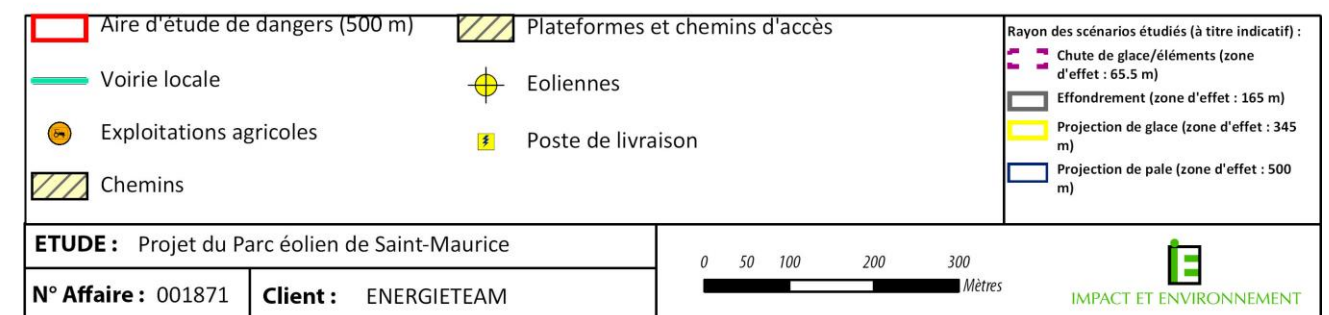 Aire d'étude de dangers (500 m)
Voirie locale
Exploitations agricoles
Chemins
Plateformes et chemins d'accès
Eoliennes
Poste de livraison
Rayon des scénarios étudiés (à titre indicatif) :
Chute de glace/éléments (zone
d'effet : 65.5 m)
Effondrement (zone d'effet : 165 m)
Projection de glace (zone d'effet : 345
m)
Projection de pale (zone d'effet : 500
m)
ETUDE : Projet du Parc éolien de Saint-Maurice
N° Affaire : 001871 Client : ENERGIETEAM
0 50 100 200 300
Mètres
iE
IMPACT ET ENVIRONNEMENT